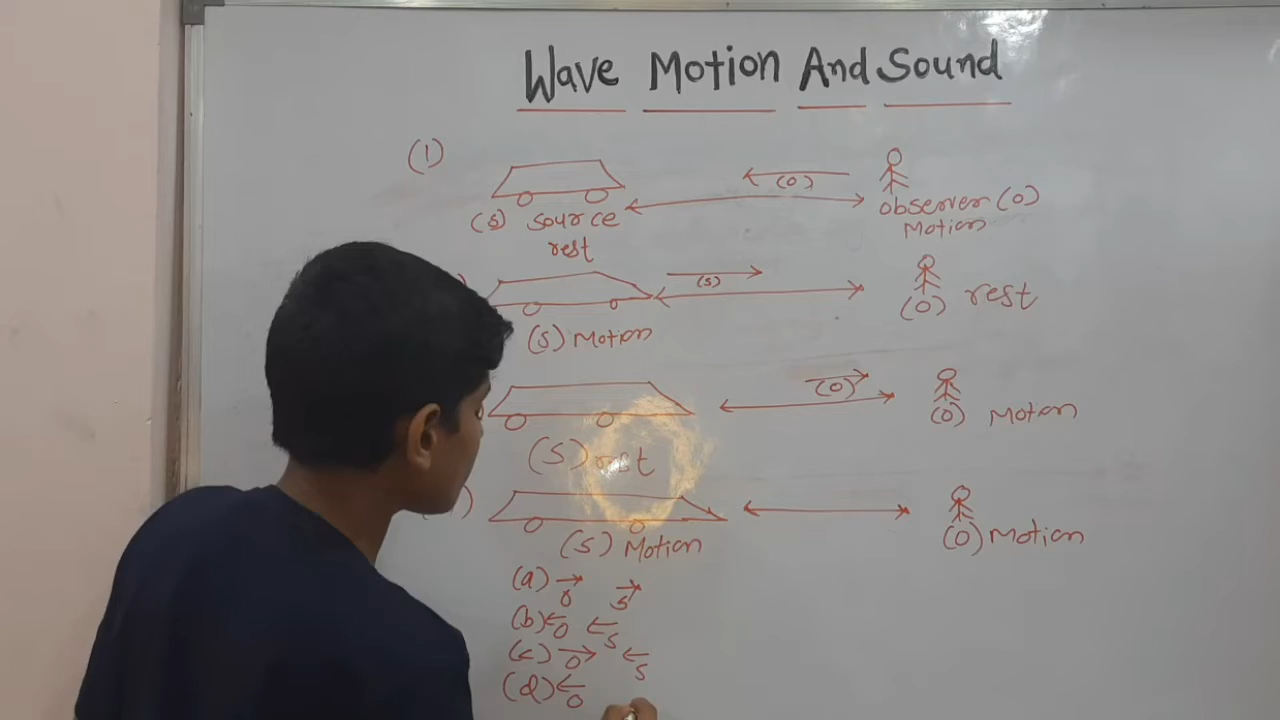 Wave Motion And Sound
(1)
(O)
(S) source
observer (O)
rest
Motion
(S)
(S) Motion
(O) rest
(O)
(S) rest
(O) Motion
(S) Motion
(O) Motion
(a) → O → S
(b) ← O ← S
(c) → O ← S
(d) ← O